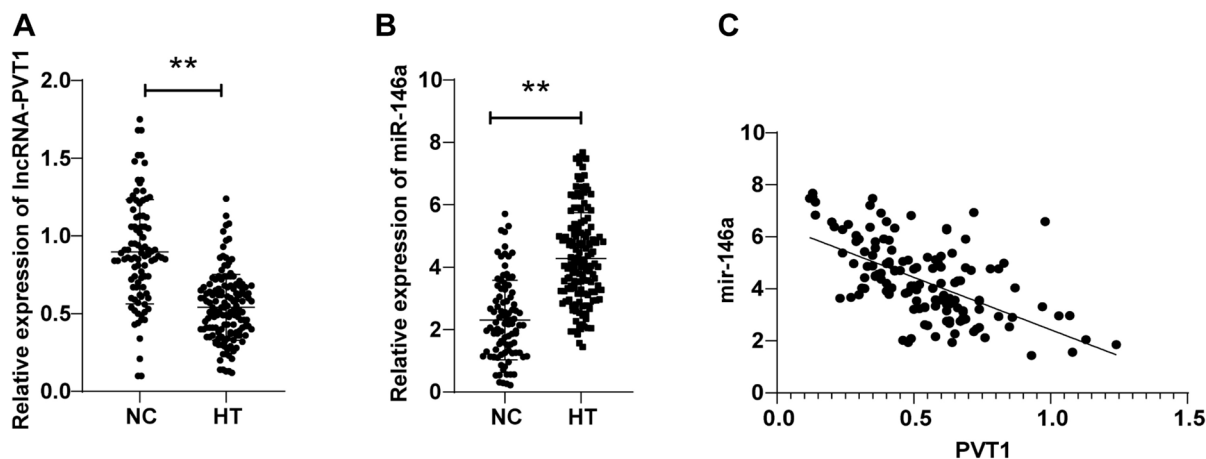 A
Relative expression of lncRNA-PVT1
2.0
1.5
1.0
0.5
0.0
**
NC
HT
B
Relative expression of miR-146a
10
8
6
4
2
0
**
NC
HT
C
mir-146a
10
8
6
4
2
0
0.0
0.5
1.0
1.5
PVT1